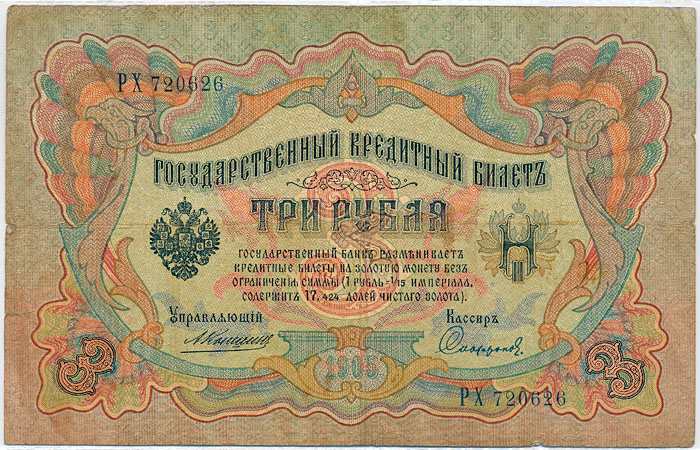 РХ 720626
ГОСУДАРСТВЕННЫЙ КРЕДИТНЫЙ БИЛЕТЪ
ТРИ РУБЛЯ
Н
III
ГОСУДАРСТВЕННЫЙ БАНКЪ РАЗМѢНИВАЕТЪ
КРЕДИТНЫЕ БИЛЕТЫ НА ЗОЛОТУЮ МОНЕТУ БЕЗЪ
ОГРАНИЧЕНІЯ СУММЫ (1 РУБЛЬ=1/15 ИМПЕРІАЛА,
СОДЕРЖИТЪ 17,424 ДОЛЕЙ ЧИСТАГО ЗОЛОТА).
Управляющій Кассиръ
3 1905 3
РХ 720626